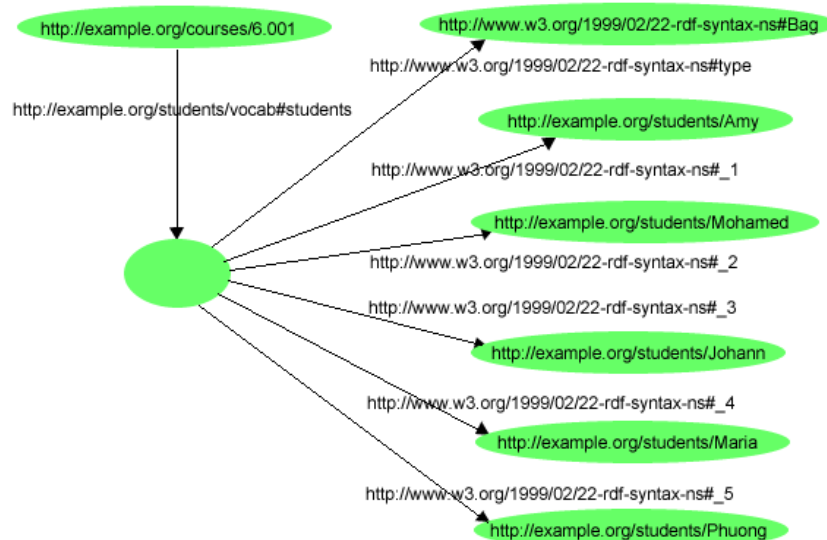 http://example.org/courses/6.001
http://www.w3.org/1999/02/22-rdf-syntax-ns#Bag
http://www.w3.org/1999/02/22-rdf-syntax-ns#type
http://example.org/students/vocab#students
http://example.org/students/Amy
http://www.w3.org/1999/02/22-rdf-syntax-ns#_1
http://example.org/students/Mohamed
http://www.w3.org/1999/02/22-rdf-syntax-ns#_2
http://www.w3.org/1999/02/22-rdf-syntax-ns#_3
http://example.org/students/Johann
http://www.w3.org/1999/02/22-rdf-syntax-ns#_4
http://example.org/students/Maria
http://www.w3.org/1999/02/22-rdf-syntax-ns#_5
http://example.org/students/Phuong